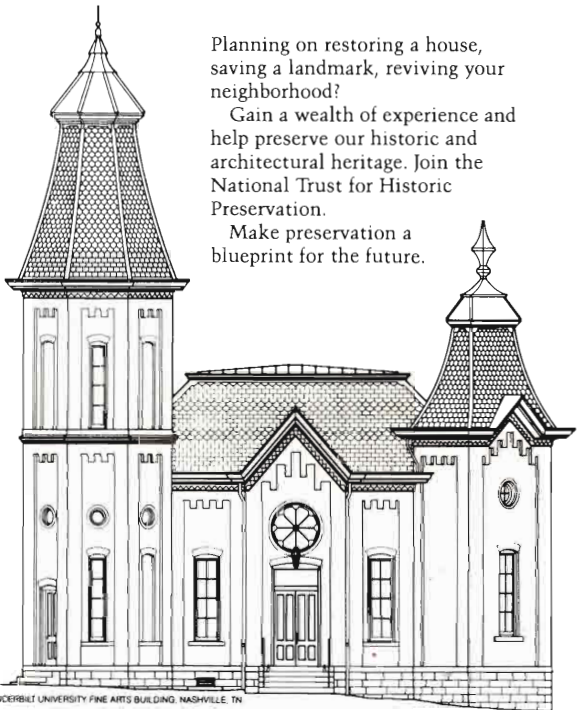 Planning on restoring a house,
saving a landmark, reviving your
neighborhood?
Gain a wealth of experience and
help preserve our historic and
architectural heritage. Join the
National Trust for Historic
Preservation.
Make preservation a
blueprint for the future.
UNIVERSITY FINE ARTS BUILDING, NASHVILLE, TN